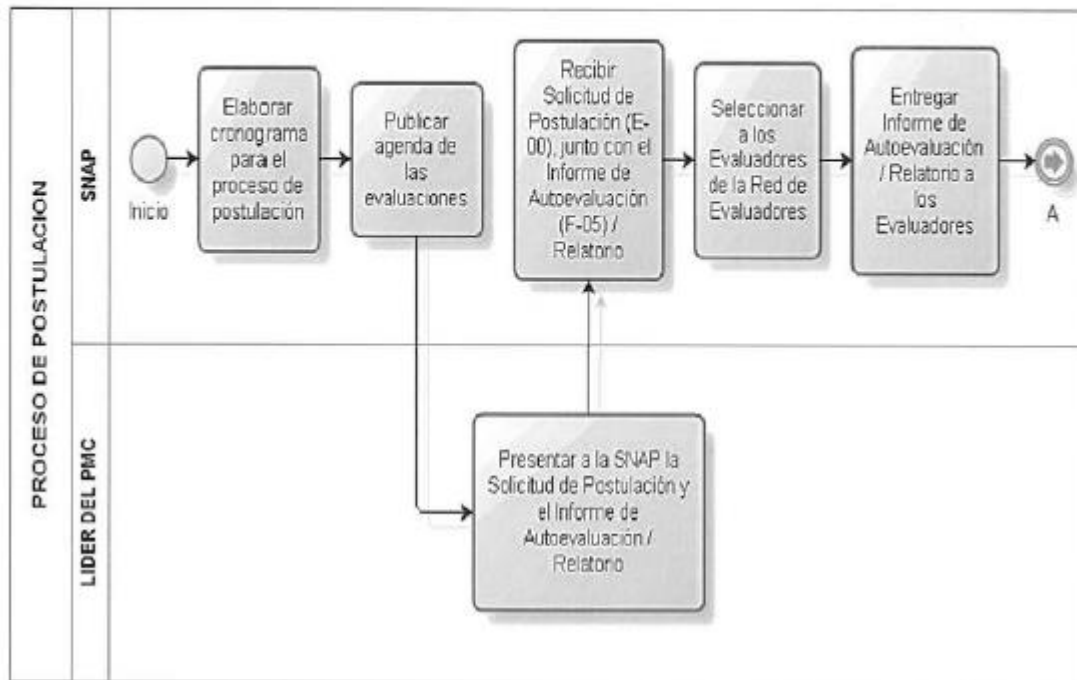 PROCESO DE POSTULACION
SNAP
Inicio
Elaborar
cronograma
para el
proceso de
postulación
Publicar
agenda de
las
evaluaciones
Recibir
Solicitud de
Postulación (E-
00), junto con el
Informe de
Autoevaluación
(F-05) /
Relatorio
Seleccionar
a los
Evaluadores
de la Red de
Evaluadores
Entregar
Informe de
Autoevaluación
/ Relatorio a
los
Evaluadores
A
LIDER DEL PMC
Presentar a la SNAP la
Solicitud de Postulación y
el Informe de
Autoevaluación /
Relatorio